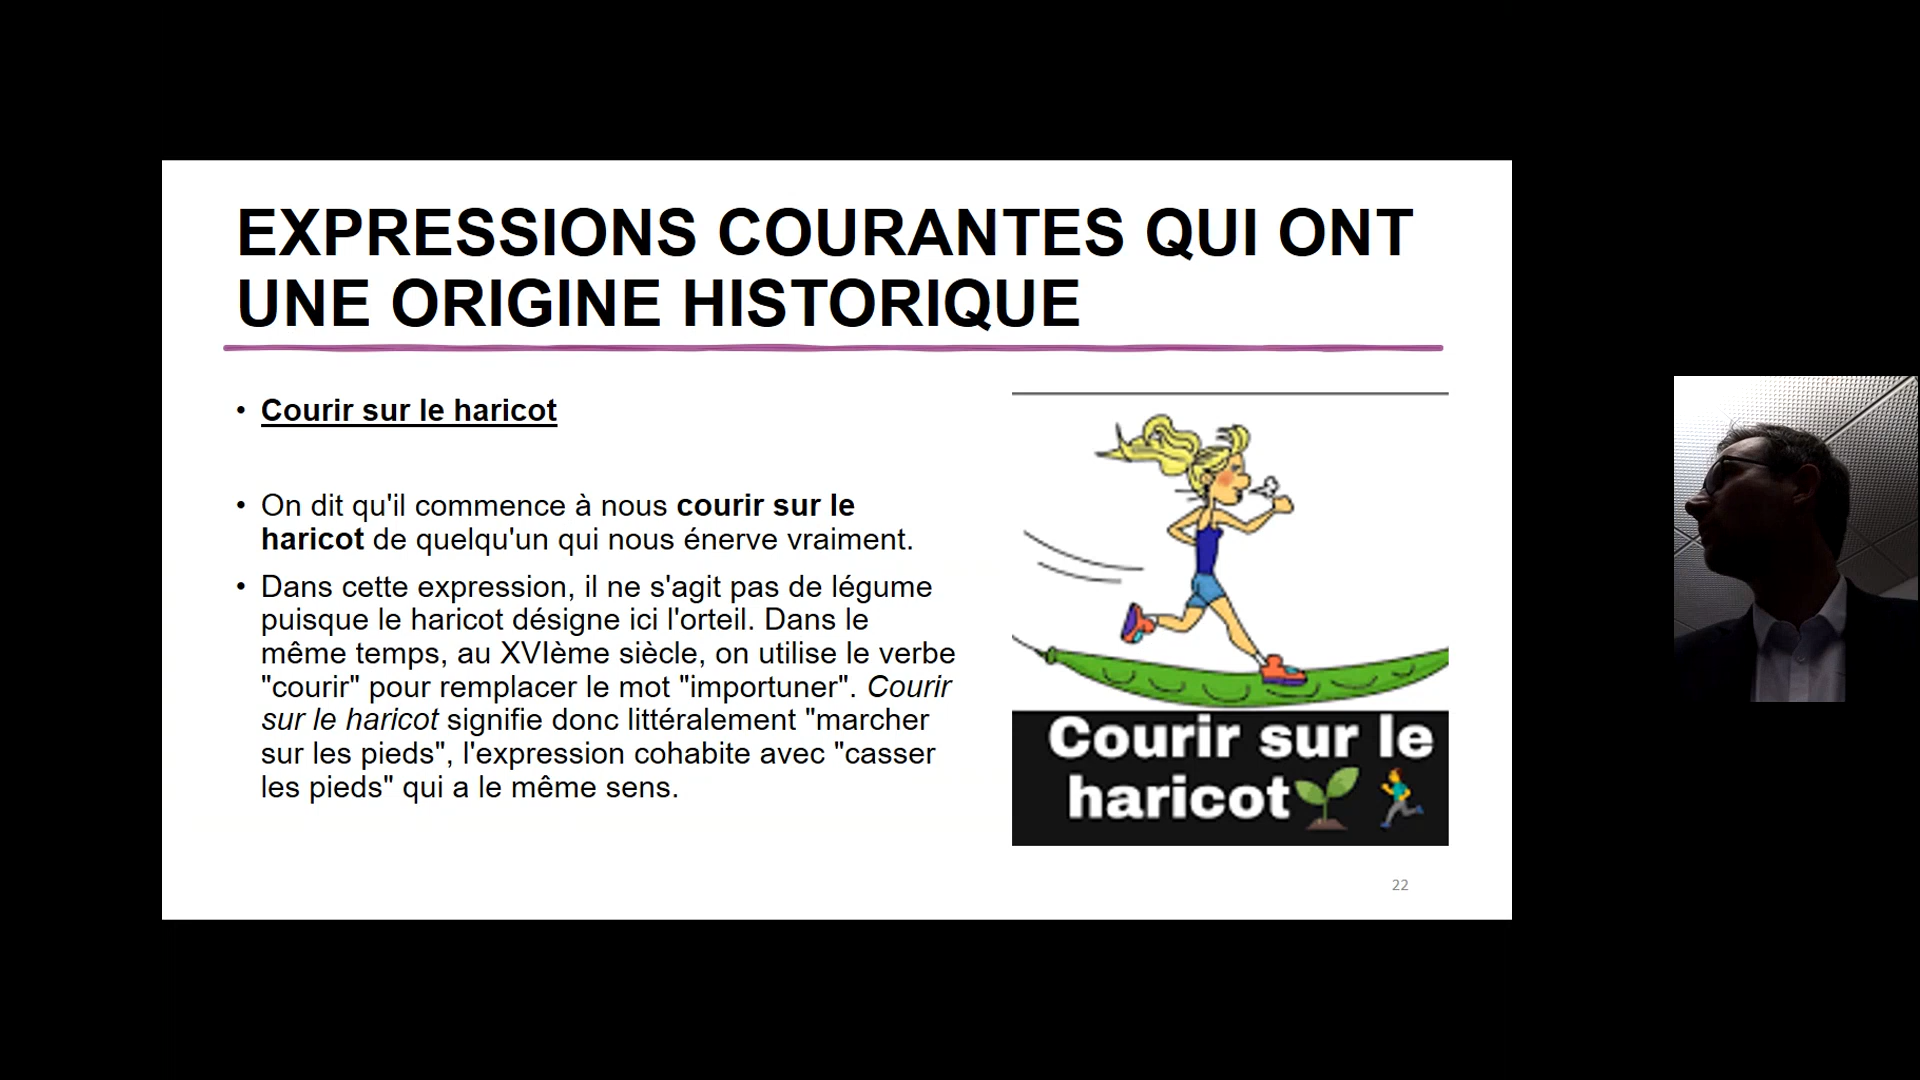 EXPRESSIONS COURANTES QUI ONT
UNE ORIGINE HISTORIQUE
• Courir sur le haricot
• On dit qu'il commence à nous courir sur le
haricot de quelqu'un qui nous énerve vraiment.
• Dans cette expression, il ne s'agit pas de légume
puisque le haricot désigne ici l'orteil. Dans le
même temps, au XVIème siècle, on utilise le verbe
"courir" pour remplacer le mot "importuner". Courir
sur le haricot signifie donc littéralement "marcher
sur les pieds", l'expression cohabite avec "casser
les pieds" qui a le même sens.
Courir sur le
haricot🌱🏃
22